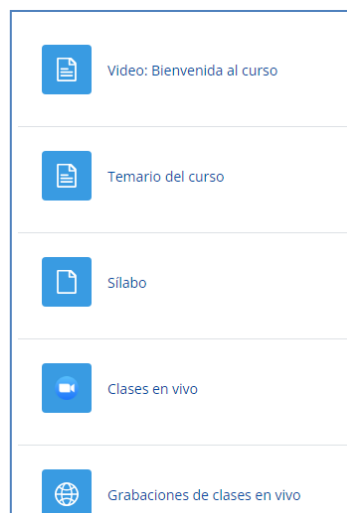 Video: Bienvenida al curso
Temario del curso
Sílabo
Clases en vivo
Grabaciones de clases en vivo